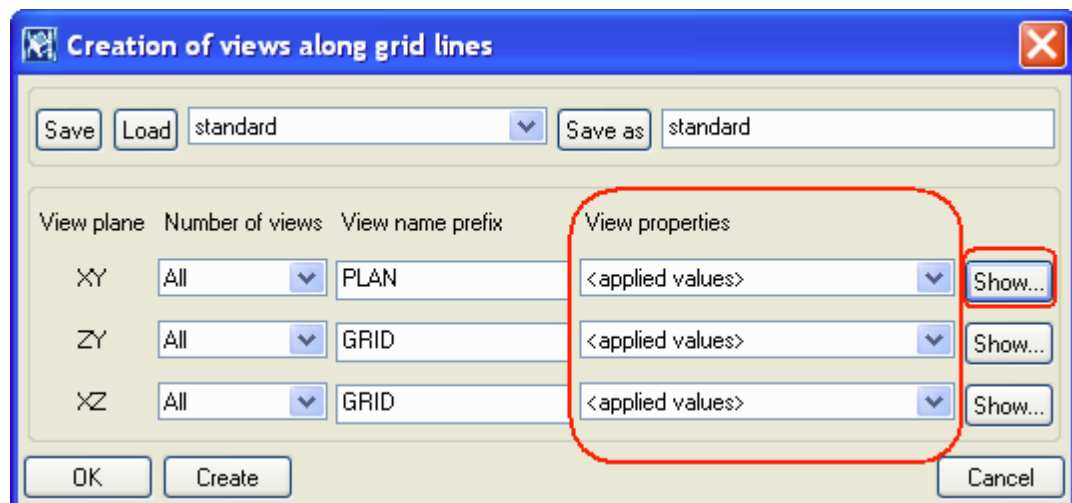 Creation of views along grid lines
Save Load standard Save as standard
View plane Number of views View name prefix View properties
XY All PLAN <applied values> Show...
ZY All GRID <applied values> Show...
XZ All GRID <applied values> Show...
OK Create Cancel